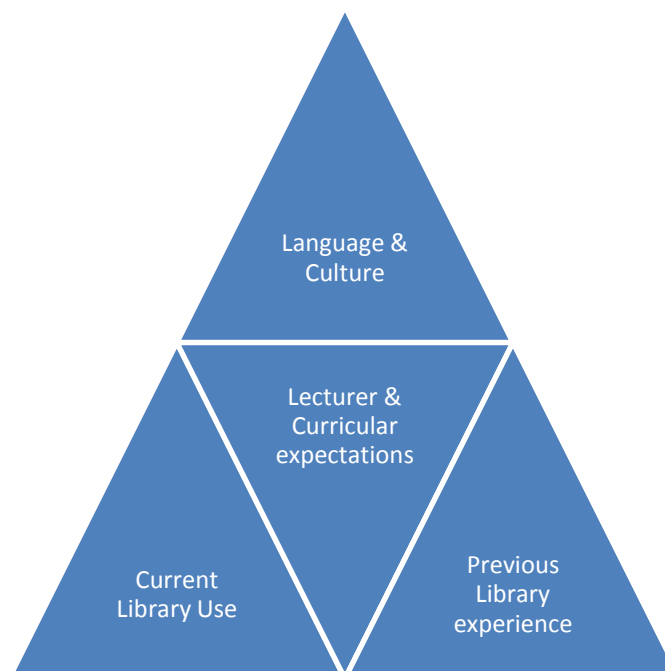 Language &
Culture
Lecturer &
Curricular
expectations
Current
Library Use
Previous
Library
experience